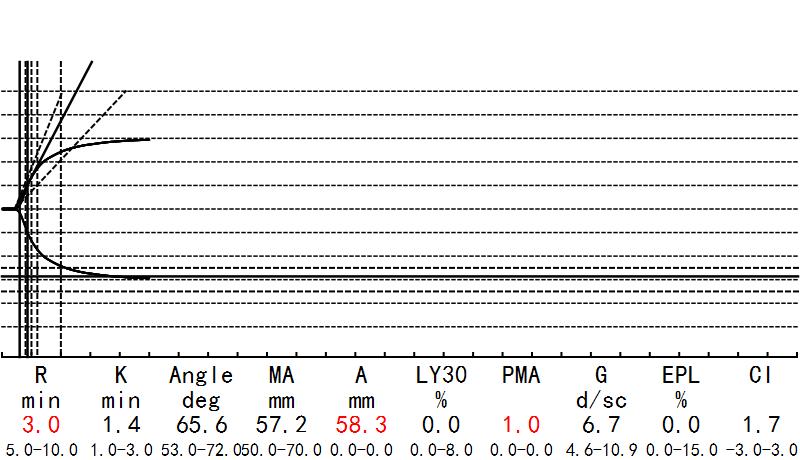 R K Angle MA A LY30 PMA G EPL CI
min min deg mm mm % d/sc %
3.0 1.4 65.6 57.2 58.3 0.0 1.0 6.7 0.0 1.7
5.0-10.0 1.0-3.0 53.0-72.0 50.0-70.0 0.0-0.0 0.0-8.0 0.0-0.0 4.6-10.9 0.0-15.0 -3.0-3.0